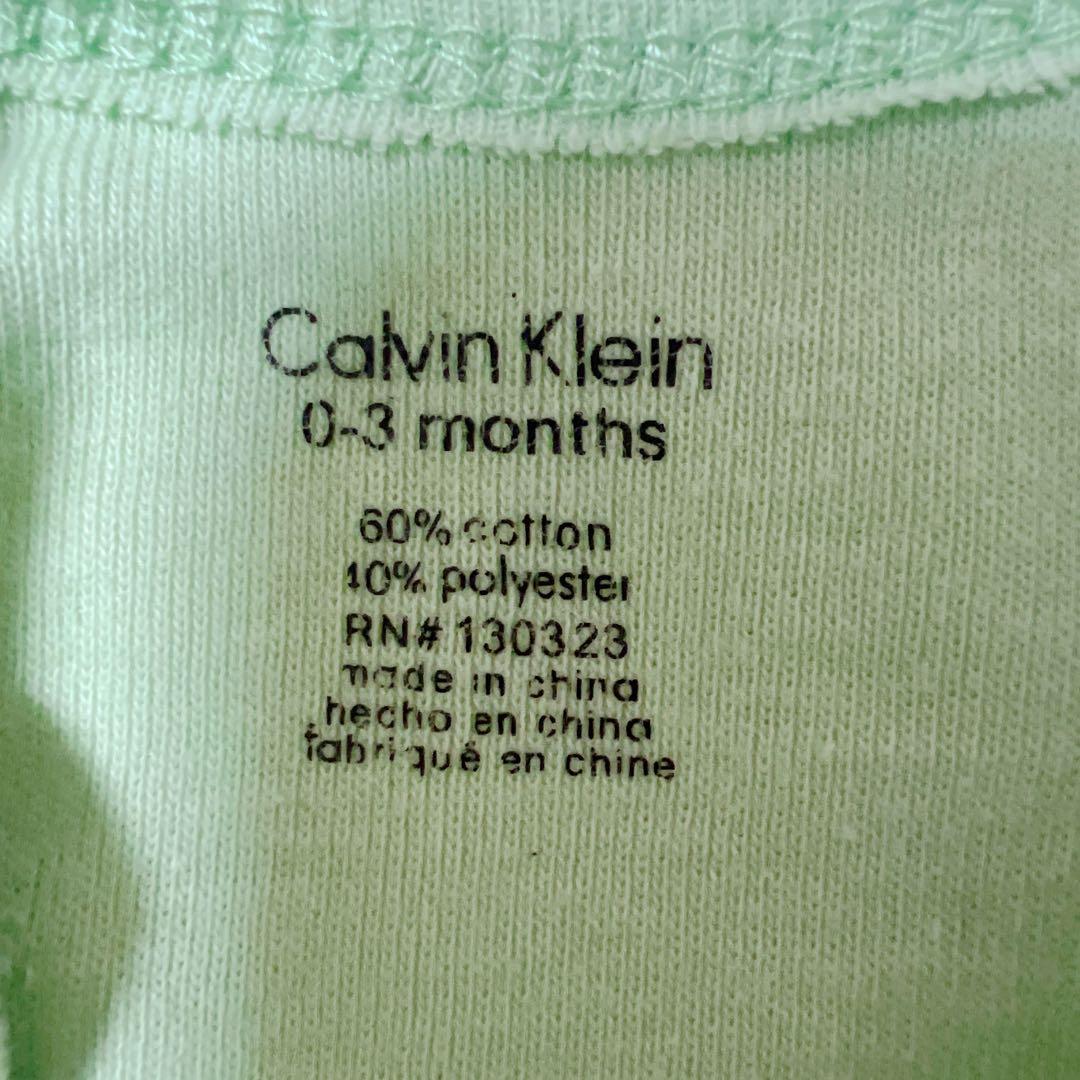 Calvin Klein
0-3 months
60% cotton
40% polyester
RN# 130323
made in china
hecho en china
fabriqué en chine